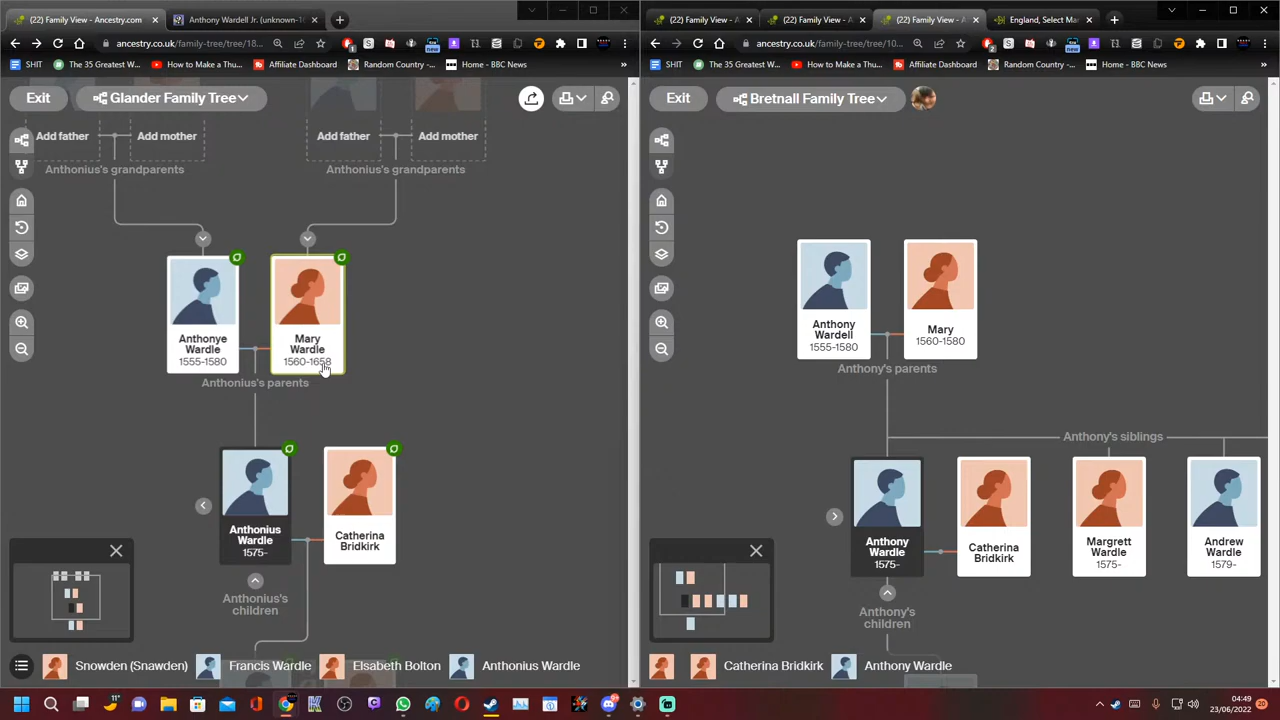 (22) Family View - Ancestry.com
Anthony Wardell Jr. (unknown-1
ancestry.co.uk/family-tree/tree/18
SHIT
The 35 Greatest W...
How to Make a Thu...
Affiliate Dashboard
Random Country -...
Home - BBC News
Exit
Glander Family Tree
Add father
Add mother
Add father
Add mother
Anthonius's grandparents
Anthonius's grandparents
Anthonye
Wardle
1555-1580
Mary
Wardle
1560-1658
Anthonius's parents
Anthonius
Wardle
1575-
Catherina
Bridkirk
Anthonius's
children
Snowden (Snawden)
Francis Wardle
Elsabeth Bolton
Anthonius Wardle
(22) Family View - A
(22) Family View - A
(22) Family View - A
England, Select Mar
ancestry.co.uk/family-tree/tree/10
SHIT
The 35 Greatest W...
How to Make a Thu...
Affiliate Dashboard
Random Country -...
Home - BBC News
Exit
Bretnall Family Tree
Anthony
Wardell
1555-1580
Mary
1560-1580
Anthony's parents
Anthony's siblings
Anthony
Wardle
1575-
Catherina
Bridkirk
Margrett
Wardle
1575-
Andrew
Wardle
1579-
Anthony's
children
Catherina Bridkirk
Anthony Wardle
04:49
23/06/2022